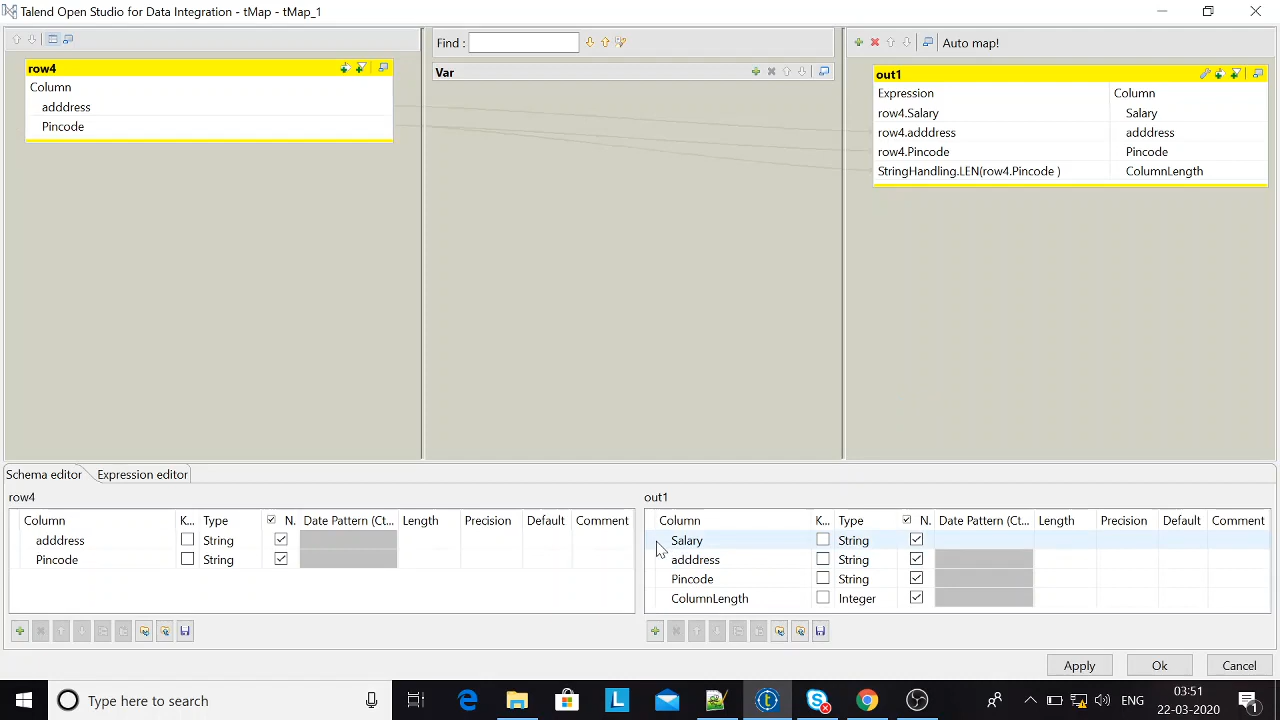 Talend Open Studio for Data Integration - tMap - tMap_1
row4
Column
adddress
Pincode
Find :
Var
Auto map!
out1
Expression Column
row4.Salary Salary
row4.adddress adddress
row4.Pincode Pincode
StringHandling.LEN(row4.Pincode ) ColumnLength
Schema editor Expression editor
row4
Column K... Type N. Date Pattern (Ct... Length Precision Default Comment
adddress String
Pincode String
out1
Column K... Type N. Date Pattern (Ct... Length Precision Default Comment
Salary String
adddress String
Pincode String
ColumnLength Integer
Apply Ok Cancel
Type here to search
L
ENG
03:51
22-03-2020
1